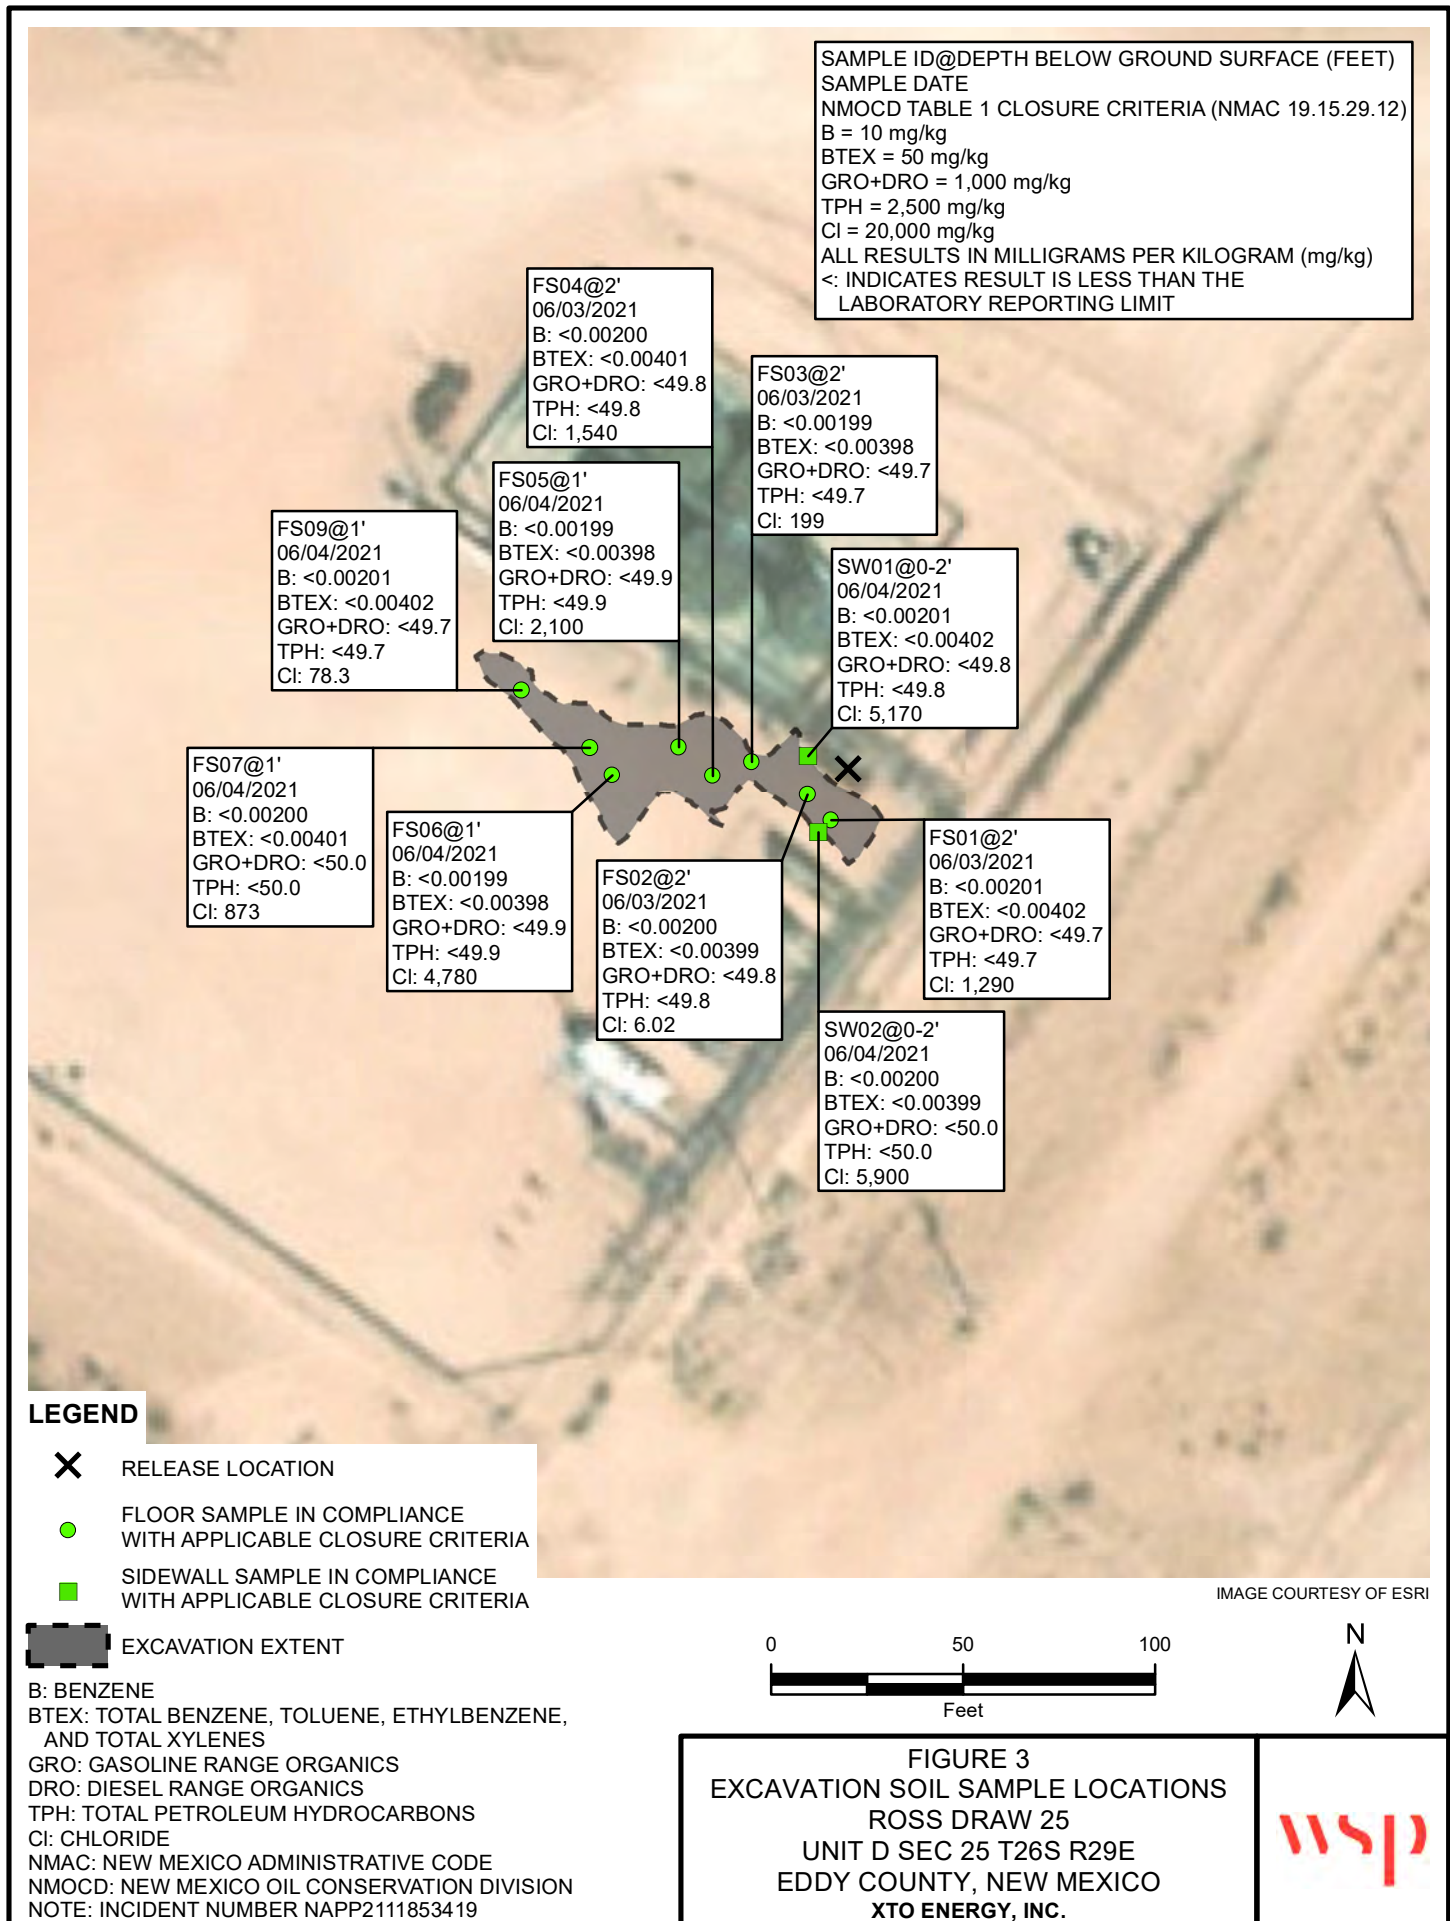 SAMPLE ID@DEPTH BELOW GROUND SURFACE (FEET)
SAMPLE DATE
NMOCD TABLE 1 CLOSURE CRITERIA (NMAC 19.15.29.12)
B = 10 mg/kg
BTEX = 50 mg/kg
GRO+DRO = 1,000 mg/kg
TPH = 2,500 mg/kg
Cl = 20,000 mg/kg
ALL RESULTS IN MILLIGRAMS PER KILOGRAM (mg/kg)
<: INDICATES RESULT IS LESS THAN THE
LABORATORY REPORTING LIMIT
FS04@2'
06/03/2021
B: <0.00200
BTEX: <0.00401
GRO+DRO: <49.8
TPH: <49.8
Cl: 1,540
FS03@2'
06/03/2021
B: <0.00199
BTEX: <0.00398
GRO+DRO: <49.7
TPH: <49.7
Cl: 199
FS05@1'
06/04/2021
B: <0.00199
BTEX: <0.00398
GRO+DRO: <49.9
TPH: <49.9
Cl: 2,100
FS09@1'
06/04/2021
B: <0.00201
BTEX: <0.00402
GRO+DRO: <49.7
TPH: <49.7
Cl: 78.3
SW01@0-2'
06/04/2021
B: <0.00201
BTEX: <0.00402
GRO+DRO: <49.8
TPH: <49.8
Cl: 5,170
FS07@1'
06/04/2021
B: <0.00200
BTEX: <0.00401
GRO+DRO: <50.0
TPH: <50.0
Cl: 873
FS06@1'
06/04/2021
B: <0.00199
BTEX: <0.00398
GRO+DRO: <49.9
TPH: <49.9
Cl: 4,780
FS02@2'
06/03/2021
B: <0.00200
BTEX: <0.00399
GRO+DRO: <49.8
TPH: <49.8
Cl: 6.02
FS01@2'
06/03/2021
B: <0.00201
BTEX: <0.00402
GRO+DRO: <49.7
TPH: <49.7
Cl: 1,290
SW02@0-2'
06/04/2021
B: <0.00200
BTEX: <0.00399
GRO+DRO: <50.0
TPH: <50.0
Cl: 5,900
LEGEND
RELEASE LOCATION
FLOOR SAMPLE IN COMPLIANCE
WITH APPLICABLE CLOSURE CRITERIA
SIDEWALL SAMPLE IN COMPLIANCE
WITH APPLICABLE CLOSURE CRITERIA
EXCAVATION EXTENT
B: BENZENE
BTEX: TOTAL BENZENE, TOLUENE, ETHYLBENZENE,
AND TOTAL XYLENES
GRO: GASOLINE RANGE ORGANICS
DRO: DIESEL RANGE ORGANICS
TPH: TOTAL PETROLEUM HYDROCARBONS
Cl: CHLORIDE
NMAC: NEW MEXICO ADMINISTRATIVE CODE
NMOCD: NEW MEXICO OIL CONSERVATION DIVISION
NOTE: INCIDENT NUMBER NAPP2111853419
IMAGE COURTESY OF ESRI
0 50 100
Feet
N
FIGURE 3
EXCAVATION SOIL SAMPLE LOCATIONS
ROSS DRAW 25
UNIT D SEC 25 T26S R29E
EDDY COUNTY, NEW MEXICO
XTO ENERGY, INC.
wsp